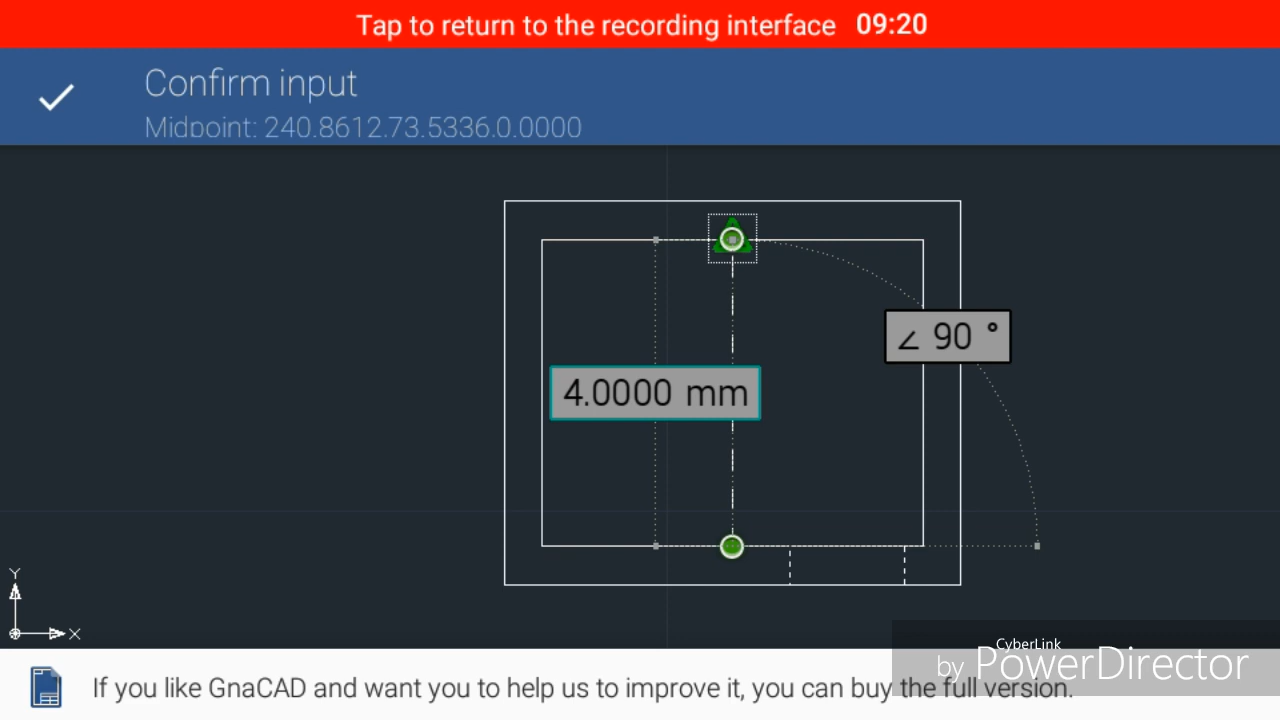 Tap to return to the recording interface 09:20
Confirm input
Midpoint: 240.8612,73.5336,0.0000
∠ 90 °
4.0000 mm
Y
X
CyberLink
by PowerDirector
If you like GnaCAD and want you to help us to improve it, you can buy the full version.